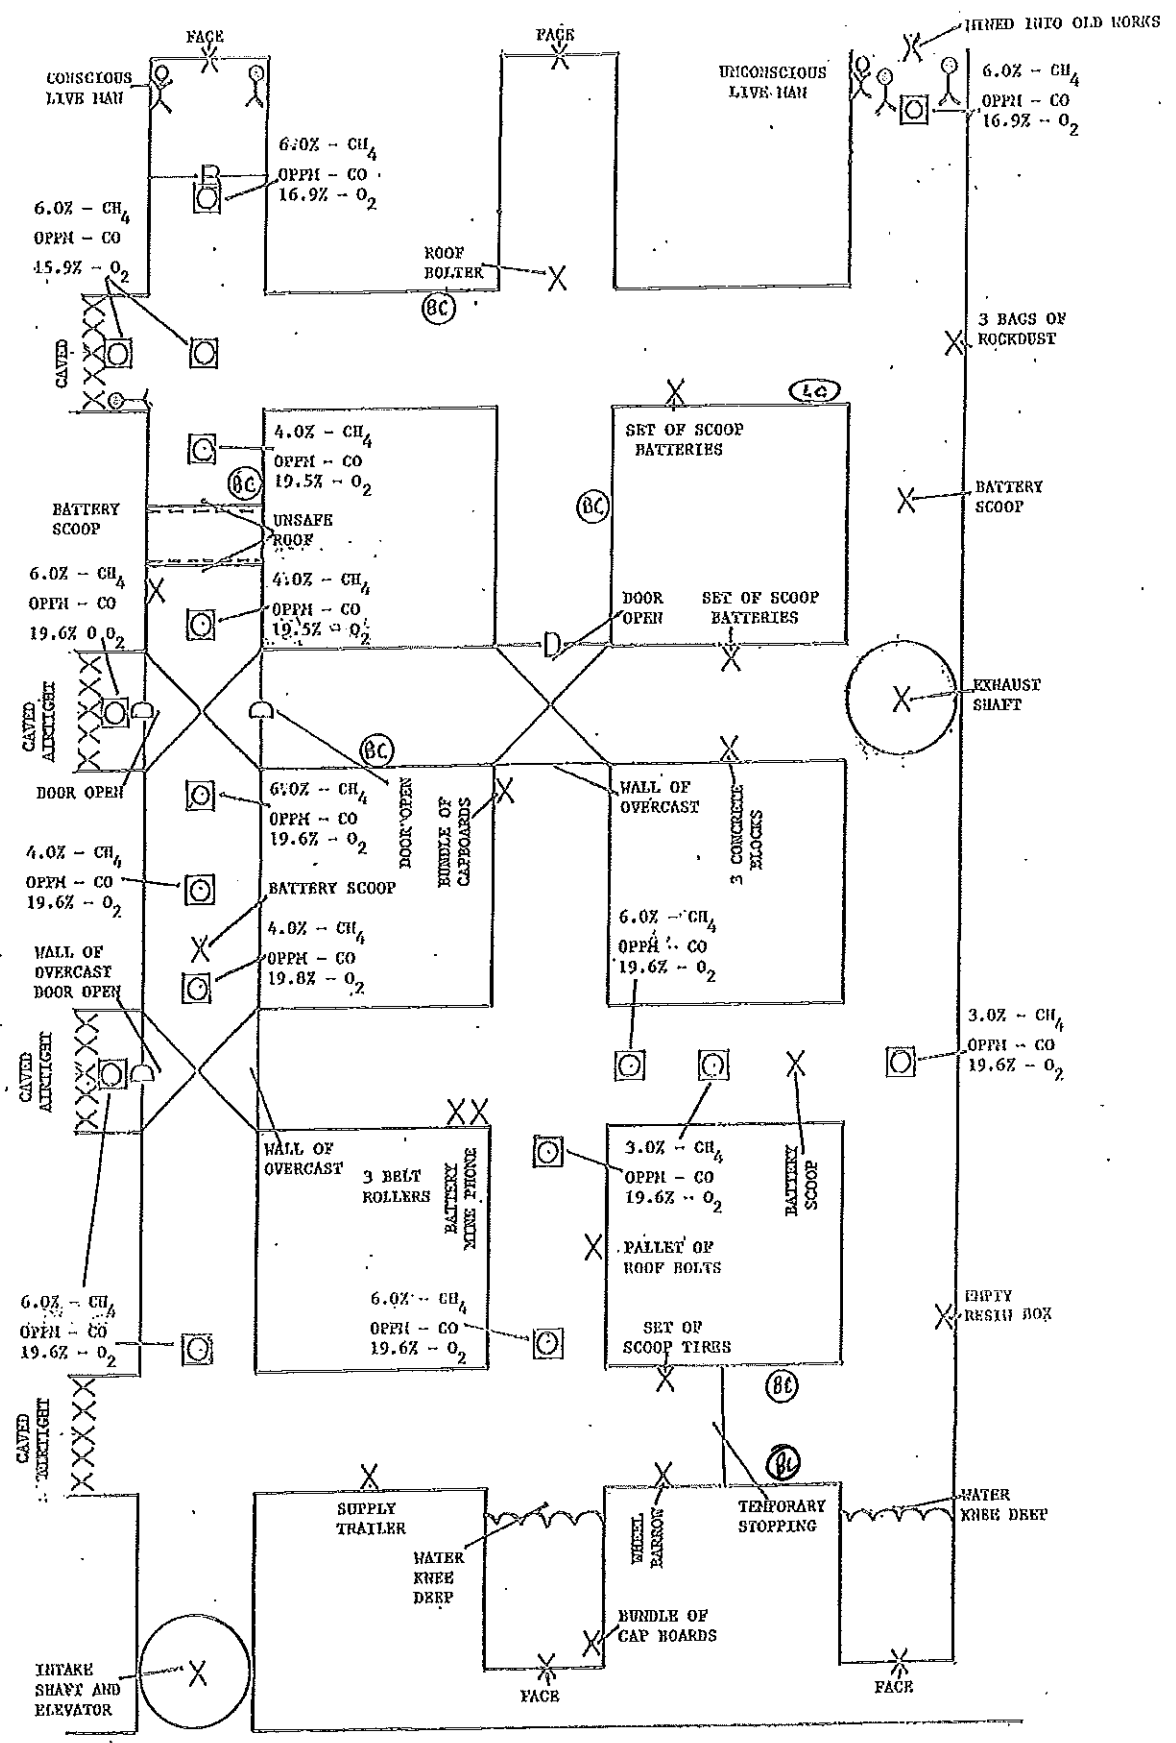 MINED INTO OLD WORKS
FACE
FACE
CONSCIOUS
LIVE MAN
UNCONSCIOUS
LIVE MAN
6.0% - CH4
0PPM - CO
16.9% - O2
6.0% - CH4
0PPM - CO
16.9% - O2
6.0% - CH4
0PPM - CO
15.9% - O2
B
ROOF
BOLTER
BC
3 BAGS OF
ROCKDUST
CAVED
LC
SET OF SCOOP
BATTERIES
4.0% - CH4
0PPM - CO
19.5% - O2
BC
BC
BATTERY
SCOOP
BATTERY
SCOOP
UNSAFE
ROOF
6.0% - CH4
0PPM - CO
19.6% O O2
4.0% - CH4
0PPM - CO
19.5% - O2
DOOR
OPEN
SET OF SCOOP
BATTERIES
D
CAVED
AIRTIGHT
EXHAUST
SHAFT
BC
DOOR OPEN
6.0% - CH4
0PPM - CO
19.6% - O2
DOOR OPEN
BUNDLE OF
CAPBOARDS
WALL OF
OVERCAST
3 CONCRETE
BLOCKS
4.0% - CH4
0PPM - CO
19.6% - O2
BATTERY SCOOP
4.0% - CH4
0PPM - CO
19.8% - O2
6.0% - CH4
0PPM - CO
19.6% - O2
WALL OF
OVERCAST
DOOR OPEN
3.0% - CH4
0PPM - CO
19.6% - O2
CAVED
AIRTIGHT
WALL OF
OVERCAST
3 BELT
ROLLERS
BATTERY
MINE PHONE
3.0% - CH4
0PPM - CO
19.6% - O2
BATTERY
SCOOP
PALLET OF
ROOF BOLTS
6.0% - CH4
0PPM - CO
19.6% - O2
6.0% - CH4
0PPM - CO
19.6% - O2
SET OF
SCOOP TIRES
EMPTY
RESIN BOX
BC
CAVED
AIRTIGHT
BC
SUPPLY
TRAILER
WHEEL
BARROW
TEMPORARY
STOPPING
WATER
KNEE DEEP
WATER
KNEE
DEEP
BUNDLE OF
CAP BOARDS
INTAKE
SHAFT AND
ELEVATOR
FACE
FACE